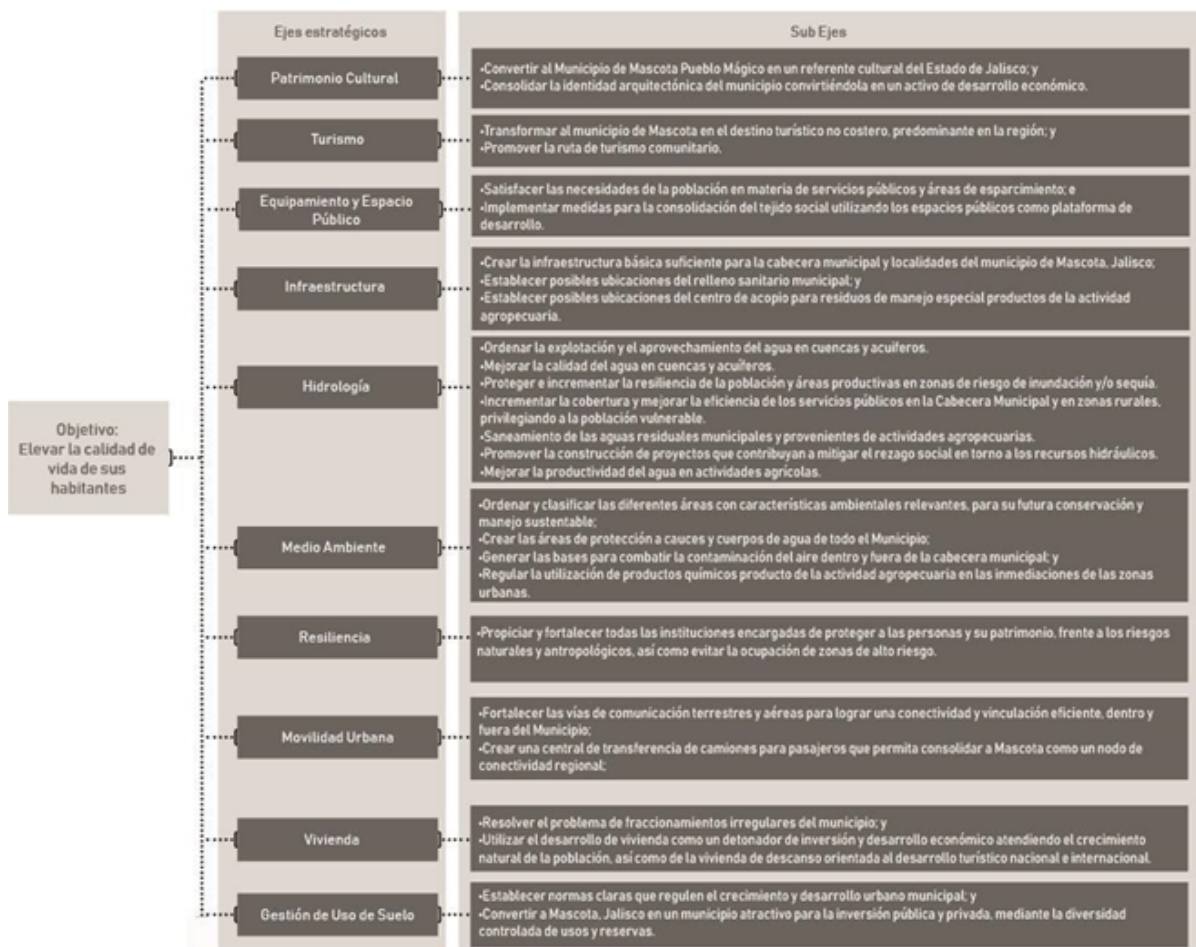 Ejes estratégicos
Sub Ejes
Objetivo:
Elevar la calidad de
vida de sus
habitantes
Patrimonio Cultural
•Convertir al Municipio de Mascota Pueblo Mágico en un referente cultural del Estado de Jalisco; y
•Consolidar la identidad arquitectónica del municipio convirtiéndola en un activo de desarrollo económico.
Turismo
•Transformar al municipio de Mascota en el destino turístico no costero, predominante en la región; y
•Promover la ruta de turismo comunitario.
Equipamiento y Espacio
Público
•Satisfacer las necesidades de la población en materia de servicios públicos y áreas de esparcimiento; e
•Implementar medidas para la consolidación del tejido social utilizando los espacios públicos como plataforma de
desarrollo.
Infraestructura
•Crear la infraestructura básica suficiente para la cabecera municipal y localidades del municipio de Mascota, Jalisco;
•Establecer posibles ubicaciones del relleno sanitario municipal; y
•Establecer posibles ubicaciones del centro de acopio para residuos de manejo especial productos de la actividad
agropecuaria.
Hidrología
•Ordenar la explotación y el aprovechamiento del agua en cuencas y acuiferos.
•Mejorar la calidad del agua en cuencas y acuíferos.
•Proteger e incrementar la resiliencia de la población y áreas productivas en zonas de riesgo de inundación y/o sequía.
•Incrementar la cobertura y mejorar la eficiencia de los servicios públicos en la Cabecera Municipal y en zonas rurales,
privilegiando a la población vulnerable.
•Saneamiento de las aguas residuales municipales y provenientes de actividades agropecuarias.
•Promover la construcción de proyectos que contribuyan a mitigar el rezago social en torno a los recursos hidráulicos.
•Mejorar la productividad del agua en actividades agrícolas.
Medio Ambiente
•Ordenar y clasificar las diferentes áreas con características ambientales relevantes, para su futura conservación y
manejo sustentable;
•Crear las áreas de protección a cauces y cuerpos de agua de todo el Municipio;
•Generar las bases para combatir la contaminación del aire dentro y fuera de la cabecera municipal; y
•Regular la utilización de productos químicos producto de la actividad agropecuaria en las inmediaciones de las zonas
urbanas.
Resiliencia
•Propiciar y fortalecer todas las instituciones encargadas de proteger a las personas y su patrimonio, frente a los riesgos
naturales y antropológicos, así como evitar la ocupación de zonas de alto riesgo.
Movilidad Urbana
•Fortalecer las vías de comunicación terrestres y aéreas para lograr una conectividad y vinculación eficiente, dentro y
fuera del Municipio;
•Crear una central de transferencia de camiones para pasajeros que permita consolidar a Mascota como un nodo de
conectividad regional;
Vivienda
•Resolver el problema de fraccionamientos irregulares del municipio; y
•Utilizar el desarrollo de vivienda como un detonador de inversión y desarrollo económico atendiendo el crecimiento
natural de la población, así como de la vivienda de descanso orientada al desarrollo turístico nacional e internacional.
Gestión de Uso de Suelo
•Establecer normas claras que regulen el crecimiento y desarrollo urbano municipal; y
•Convertir a Mascota, Jalisco en un municipio atractivo para la inversión pública y privada, mediante la diversidad
controlada de usos y reservas.